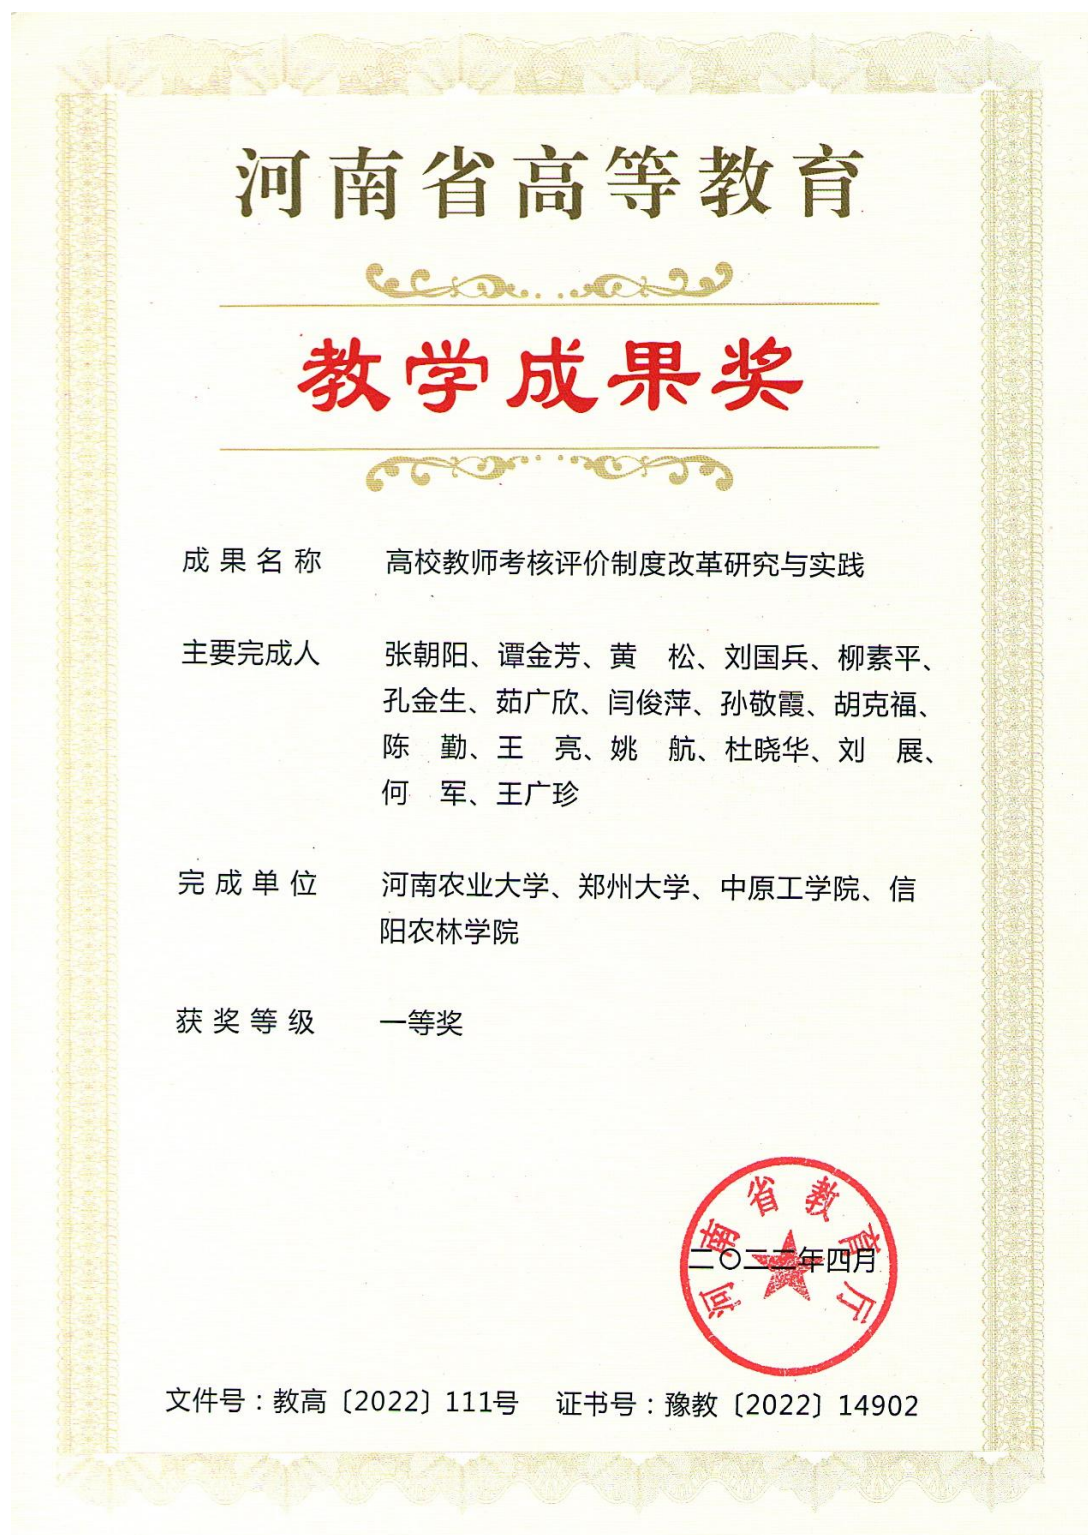 河南省高等教育
教学成果奖
成果名称 高校教师考核评价制度改革研究与实践
主要完成人 张朝阳、谭金芳、黄　松、刘国兵、柳素平、
孔金生、茹广欣、闫俊萍、孙敬霞、胡克福、
陈　勤、王　亮、姚　航、杜晓华、刘　展、
何　军、王广珍
完成单位 河南农业大学、郑州大学、中原工学院、信
阳农林学院
获奖等级 一等奖
河南省教育厅
二〇二二年四月
文件号：教高〔2022〕111号 证书号：豫教〔2022〕14902